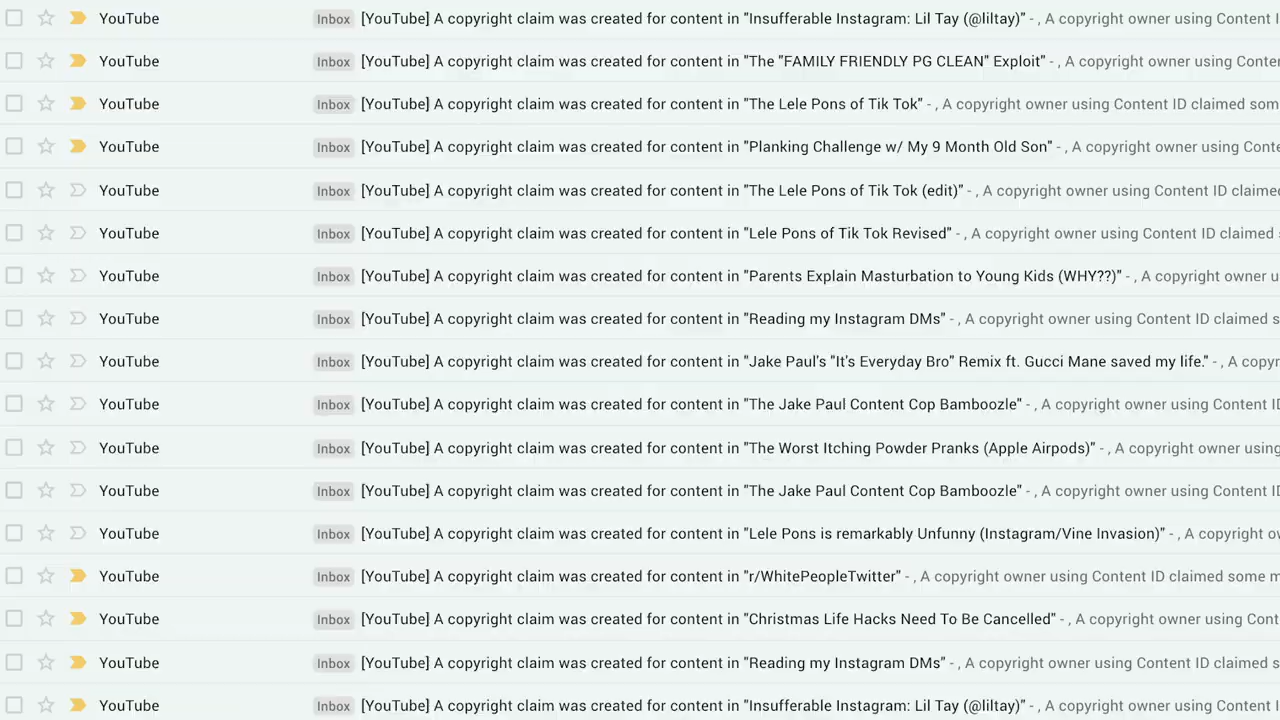 YouTube Inbox [YouTube] A copyright claim was created for content in "Insufferable Instagram: Lil Tay (@liltay)" - , A copyright owner using Content ID
YouTube Inbox [YouTube] A copyright claim was created for content in "The "FAMILY FRIENDLY PG CLEAN" Exploit" - , A copyright owner using Conte
YouTube Inbox [YouTube] A copyright claim was created for content in "The Lele Pons of Tik Tok" - , A copyright owner using Content ID claimed som
YouTube Inbox [YouTube] A copyright claim was created for content in "Planking Challenge w/ My 9 Month Old Son" - , A copyright owner using Conte
YouTube Inbox [YouTube] A copyright claim was created for content in "The Lele Pons of Tik Tok (edit)" - , A copyright owner using Content ID claime
YouTube Inbox [YouTube] A copyright claim was created for content in "Lele Pons of Tik Tok Revised" - , A copyright owner using Content ID claimed s
YouTube Inbox [YouTube] A copyright claim was created for content in "Parents Explain Masturbation to Young Kids (WHY??)" - , A copyright owner u
YouTube Inbox [YouTube] A copyright claim was created for content in "Reading my Instagram DMs" - , A copyright owner using Content ID claimed s
YouTube Inbox [YouTube] A copyright claim was created for content in "Jake Paul's "It's Everyday Bro" Remix ft. Gucci Mane saved my life." - , A copyr
YouTube Inbox [YouTube] A copyright claim was created for content in "The Jake Paul Content Cop Bamboozle" - , A copyright owner using Content ID
YouTube Inbox [YouTube] A copyright claim was created for content in "The Worst Itching Powder Pranks (Apple Airpods)" - , A copyright owner using
YouTube Inbox [YouTube] A copyright claim was created for content in "The Jake Paul Content Cop Bamboozle" - , A copyright owner using Content ID
YouTube Inbox [YouTube] A copyright claim was created for content in "Lele Pons is remarkably Unfunny (Instagram/Vine Invasion)" - , A copyright ow
YouTube Inbox [YouTube] A copyright claim was created for content in "r/WhitePeopleTwitter" - , A copyright owner using Content ID claimed some m
YouTube Inbox [YouTube] A copyright claim was created for content in "Christmas Life Hacks Need To Be Cancelled" - , A copyright owner using Cont
YouTube Inbox [YouTube] A copyright claim was created for content in "Reading my Instagram DMs" - , A copyright owner using Content ID claimed s
YouTube Inbox [YouTube] A copyright claim was created for content in "Insufferable Instagram: Lil Tay (@liltay)" - , A copyright owner using Content I